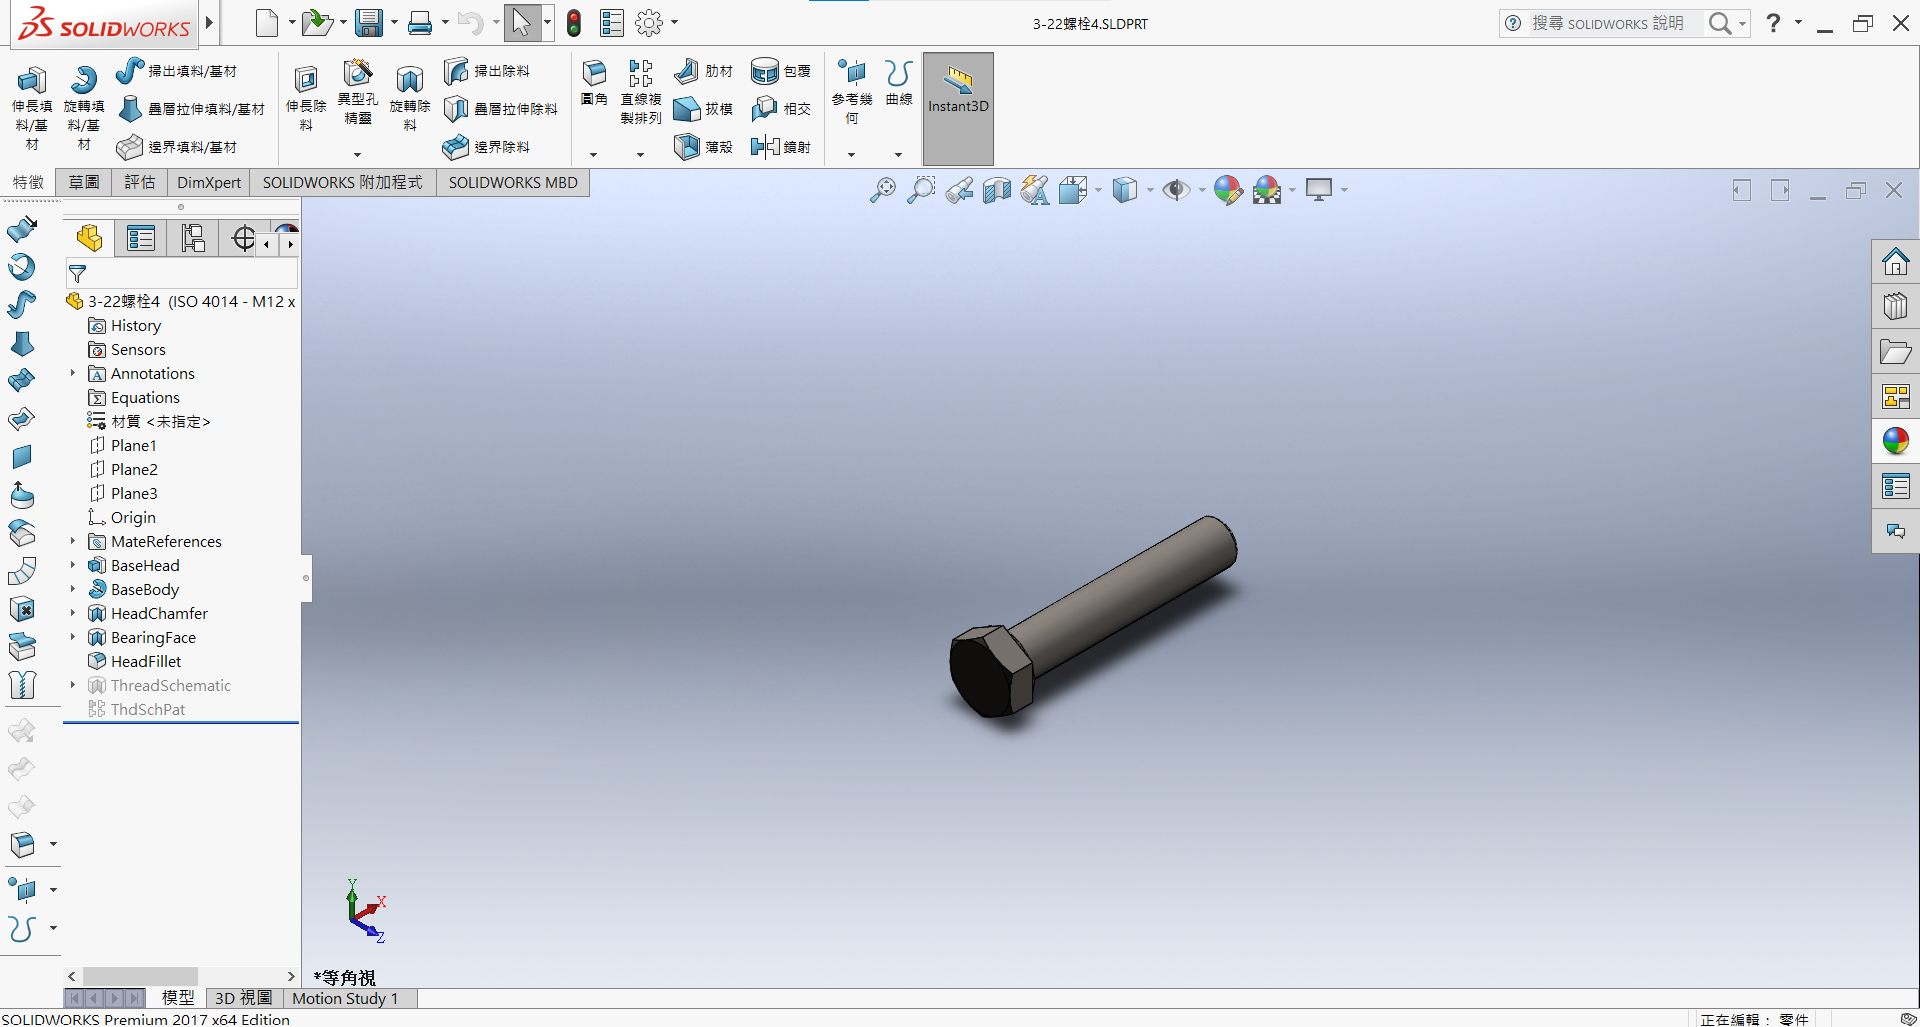 SOLIDWORKS
3-22螺栓4.SLDPRT
搜尋 SOLIDWORKS 說明
?
伸長填
料/基
材
旋轉填
料/基
材
掃出填料/基材
疊層拉伸填料/基材
邊界填料/基材
伸長除
料
異型孔
精靈
旋轉除
料
掃出除料
疊層拉伸除料
邊界除料
圓角
直線複
製排列
肋材
拔模
薄殼
包覆
相交
鏡射
參考幾
何
曲線
Instant3D
特徵
草圖
評估
DimXpert
SOLIDWORKS 附加程式
SOLIDWORKS MBD
3-22螺栓4 (ISO 4014 - M12 x
History
Sensors
Annotations
Equations
材質 <未指定>
Plane1
Plane2
Plane3
Origin
MateReferences
BaseHead
BaseBody
HeadChamfer
BearingFace
HeadFillet
ThreadSchematic
ThdSchPat
Y
X
Z
*等角視
模型
3D 視圖
Motion Study 1
SOLIDWORKS Premium 2017 x64 Edition
正在編輯： 零件